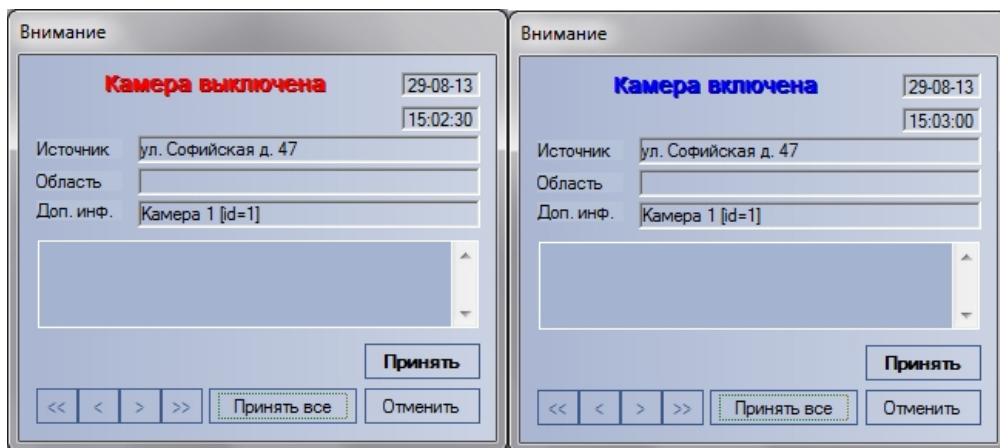 Внимание
Камера выключена
29-08-13
15:02:30
Источник ул. Софийская д. 47
Область
Доп. инф. Камера 1 [id=1]
Принять
<< < > >> Принять все Отменить
Внимание
Камера включена
29-08-13
15:03:00
Источник ул. Софийская д. 47
Область
Доп. инф. Камера 1 [id=1]
Принять
<< < > >> Принять все Отменить